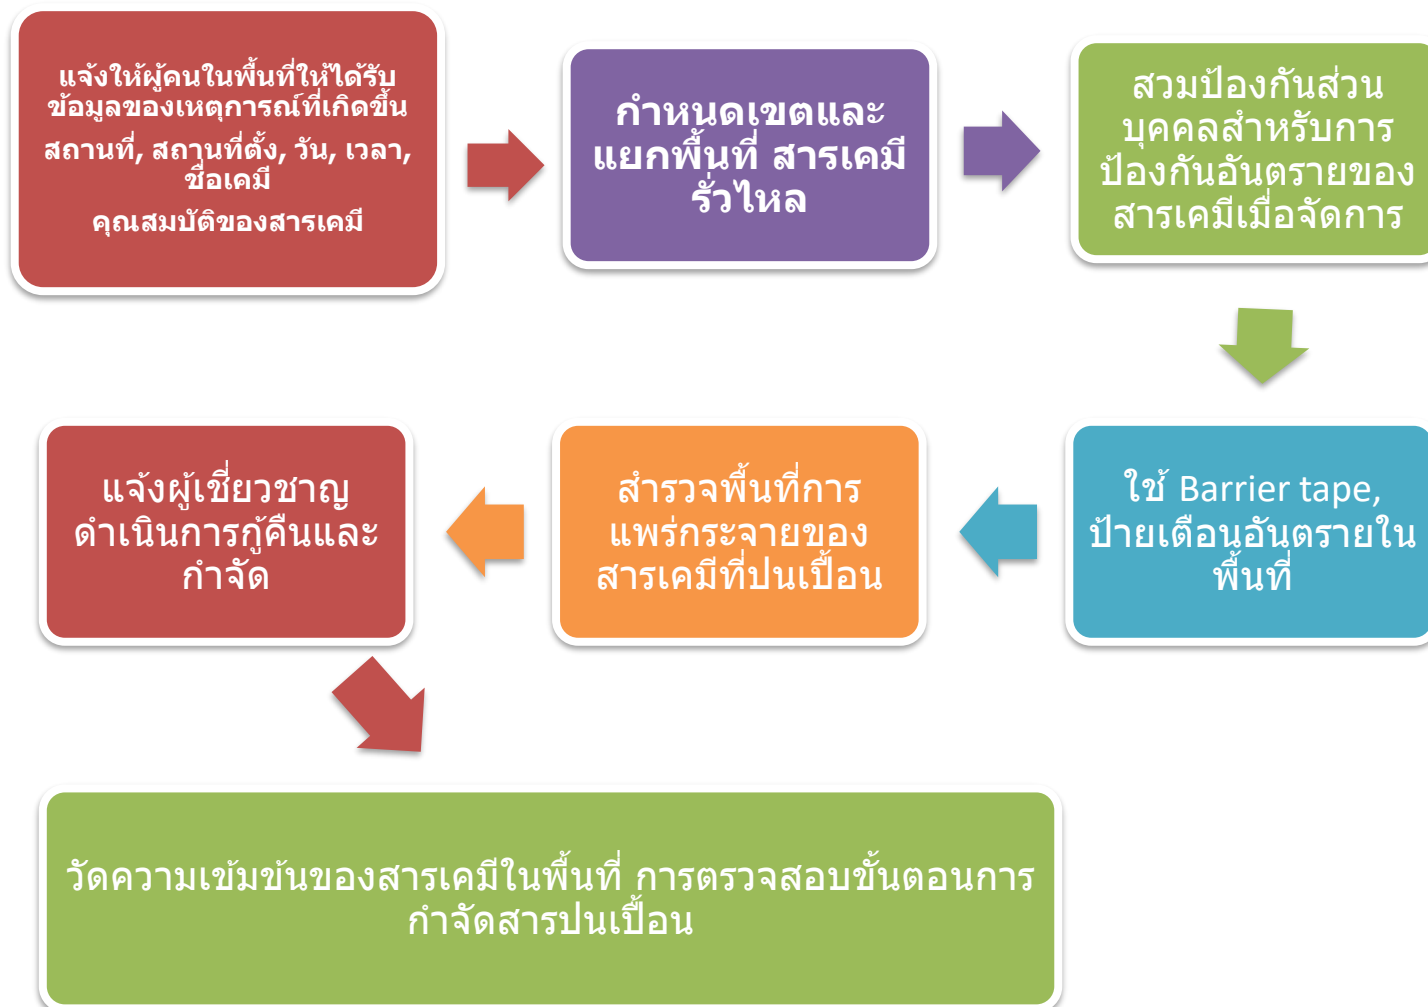 แจ้งให้ผู้คนในพื้นที่ให้ได้รับ
ข้อมูลของเหตุการณ์ที่เกิดขึ้น
สถานที่, สถานที่ตั้ง, วัน, เวลา,
ชื่อเคมี
คุณสมบัติของสารเคมี
กำหนดเขตและ
แยกพื้นที่ สารเคมี
รั่วไหล
สวมป้องกันส่วน
บุคคลสำหรับการ
ป้องกันอันตรายของ
สารเคมีเมื่อจัดการ
ใช้ Barrier tape,
ป้ายเตือนอันตรายใน
พื้นที่
สำรวจพื้นที่การ
แพร่กระจายของ
สารเคมีที่ปนเปื้อน
แจ้งผู้เชี่ยวชาญ
ดำเนินการกู้คืนและ
กำจัด
วัดความเข้มข้นของสารเคมีในพื้นที่ การตรวจสอบขั้นตอนการ
กำจัดสารปนเปื้อน